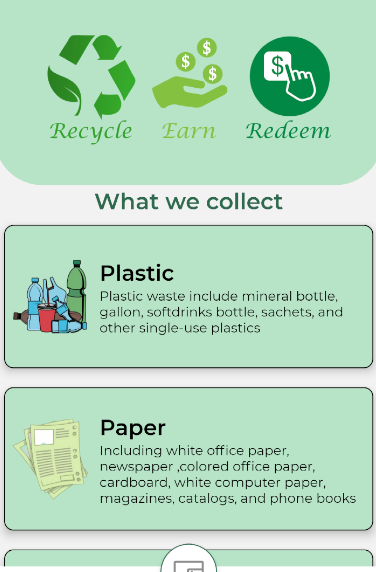 Recycle Earn Redeem
What we collect
Plastic
Plastic waste include mineral bottle,
gallon, softdrinks bottle, sachets, and
other single-use plastics
Paper
Including white office paper,
newspaper ,colored office paper,
cardboard, white computer paper,
magazines, catalogs, and phone books